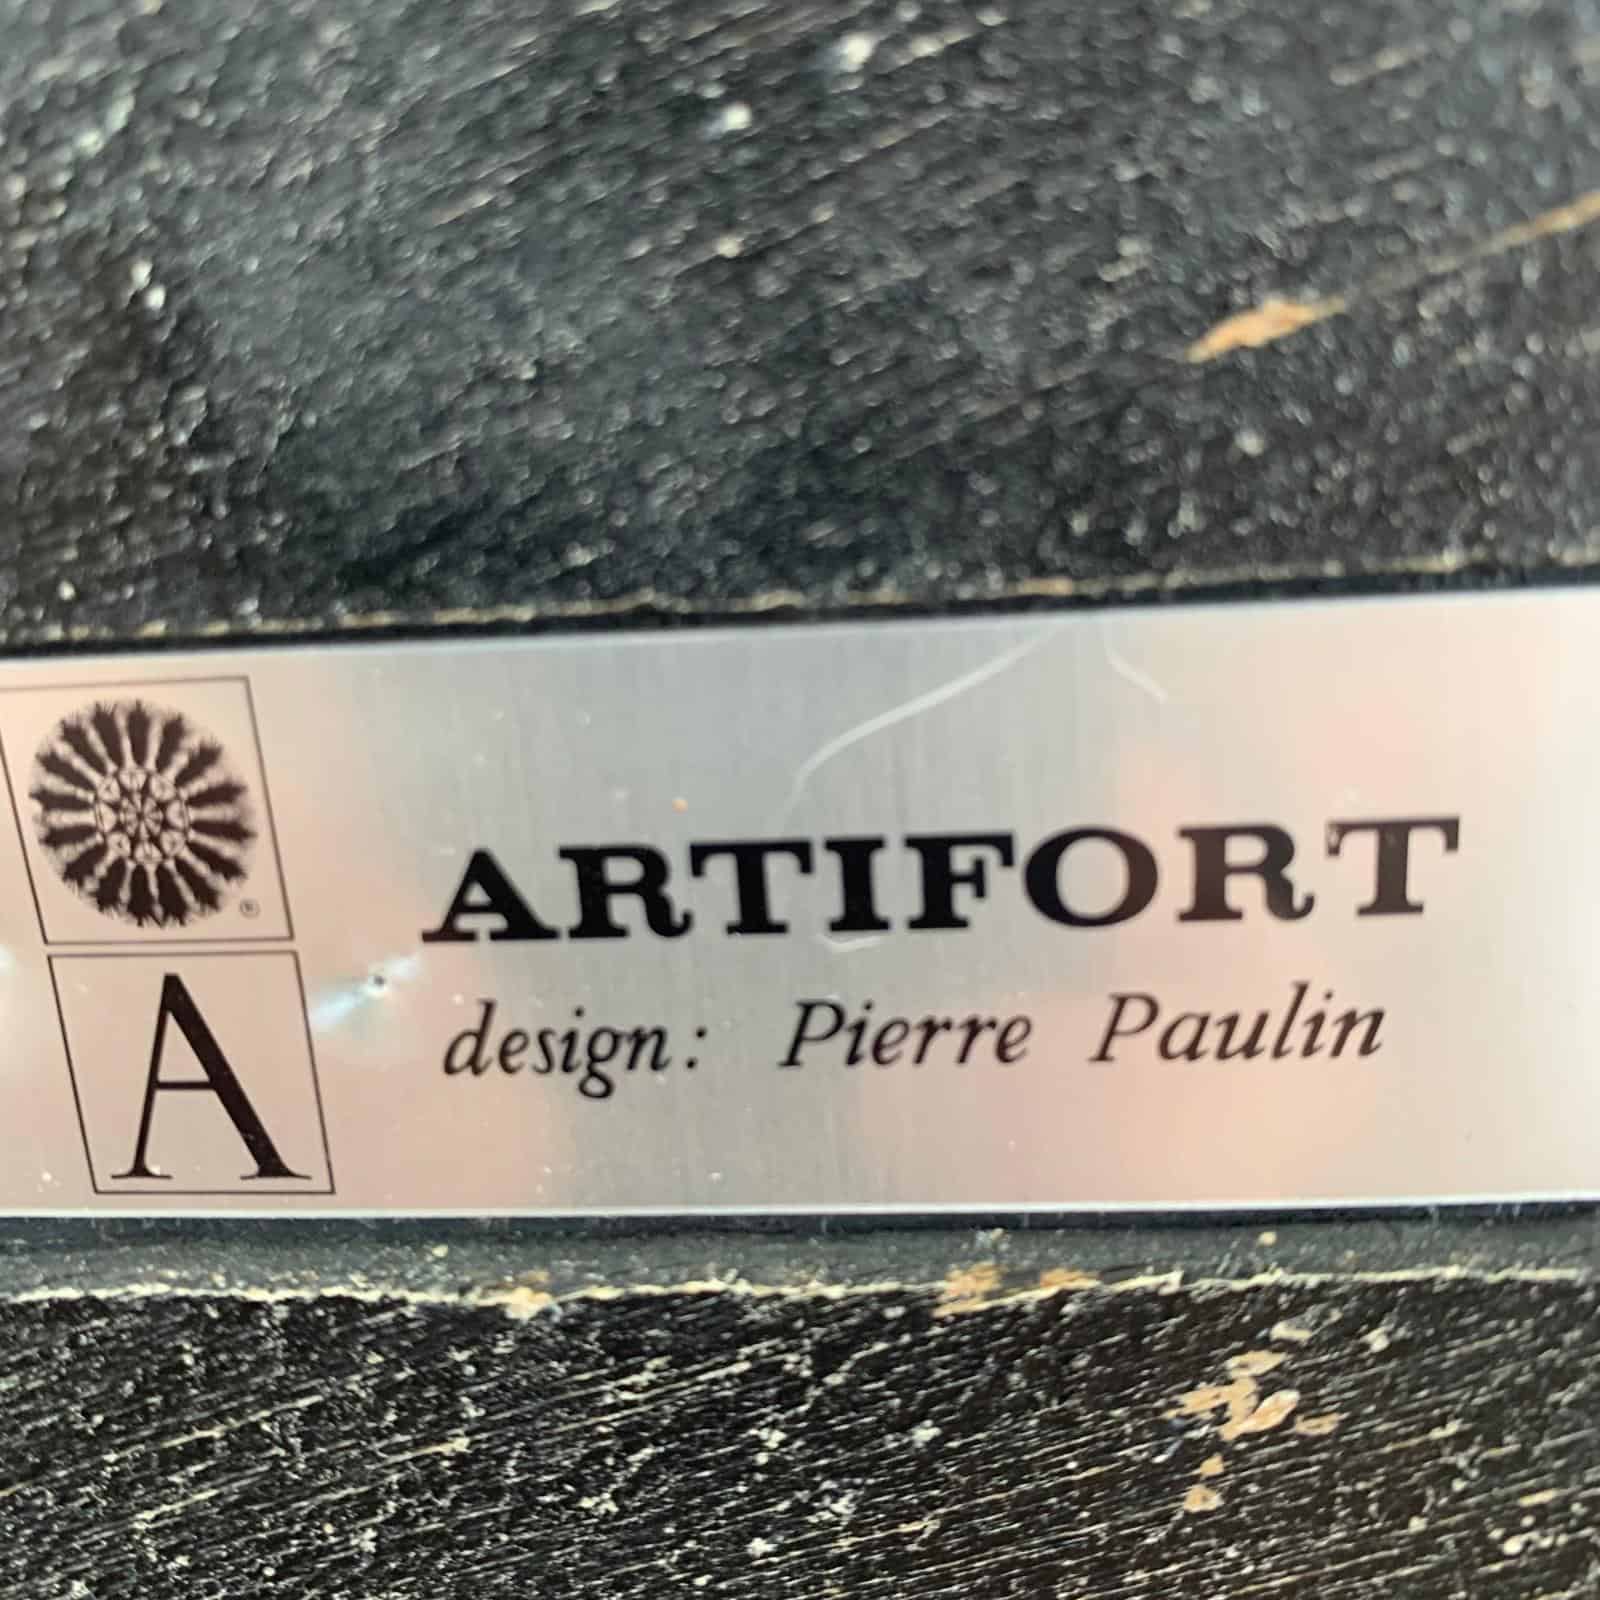 ®
ARTIFORT
A
design: Pierre Paulin